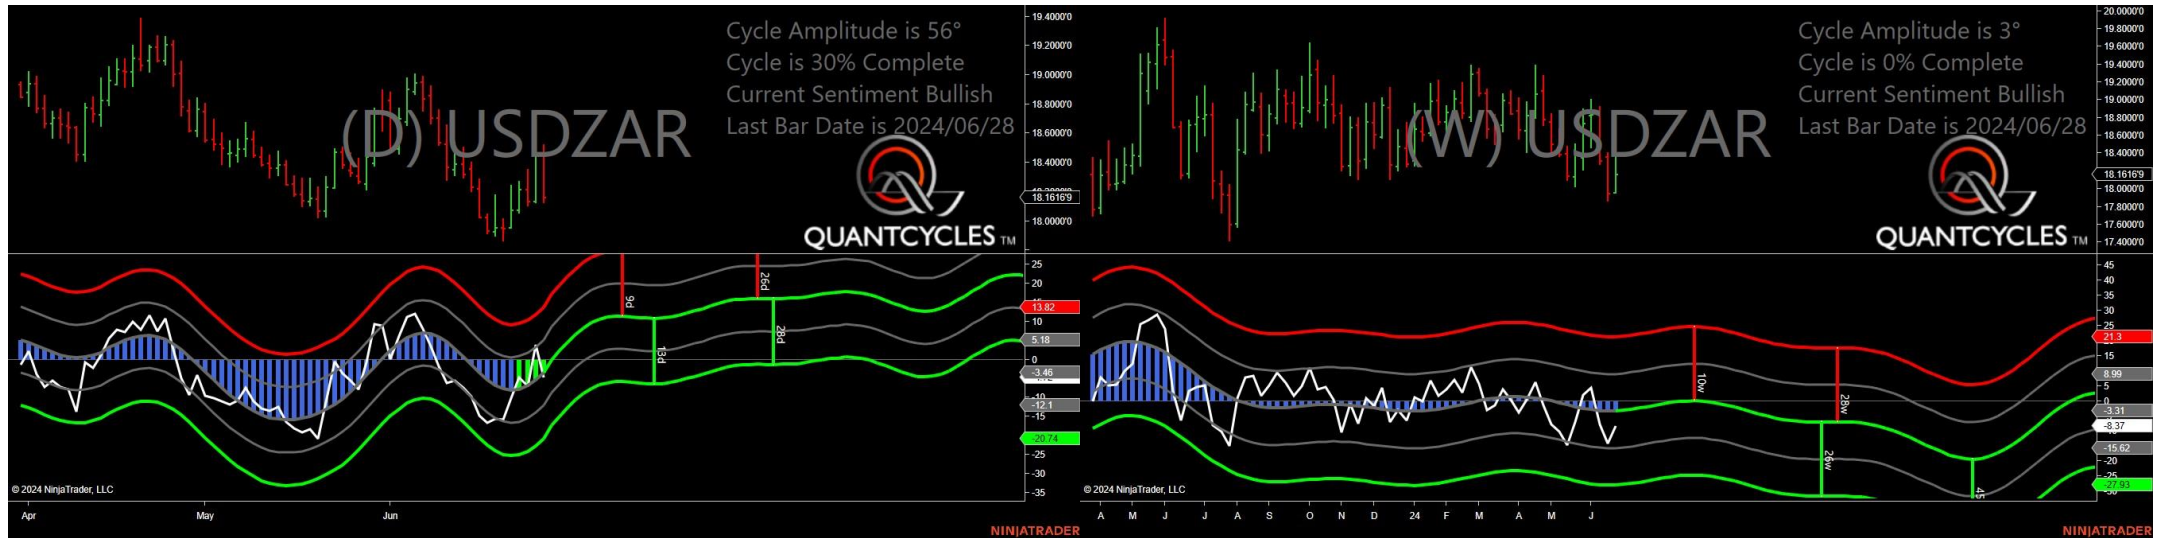 Cycle Amplitude is 56°
Cycle is 30% Complete
Current Sentiment Bullish
Last Bar Date is 2024/06/28
(D) USDZAR
QUANTCYCLES TM
19.4000'0
19.2000'0
19.0000'0
18.8000'0
18.6000'0
18.4000'0
18.1616'9
18.0000'0
9d
26d
13d
28d
25
20
13.82
10
5.18
0
-3.46
-12.1
-15
-20.74
-25
-30
-35
© 2024 NinjaTrader, LLC
Apr May Jun
NINJATRADER
Cycle Amplitude is 3°
Cycle is 0% Complete
Current Sentiment Bullish
Last Bar Date is 2024/06/28
(W) USDZAR
QUANTCYCLES TM
20.0000'0
19.8000'0
19.6000'0
19.4000'0
19.2000'0
19.0000'0
18.8000'0
18.6000'0
18.4000'0
18.1616'9
18.0000'0
17.8000'0
17.6000'0
17.4000'0
10w
28w
26w
45
45
40
35
30
25
21.3
15
8.99
5
0
-3.31
-8.37
-15.62
-20
-27.93
© 2024 NinjaTrader, LLC
A M J J A S O N D 24 F M A M J
NINJATRADER